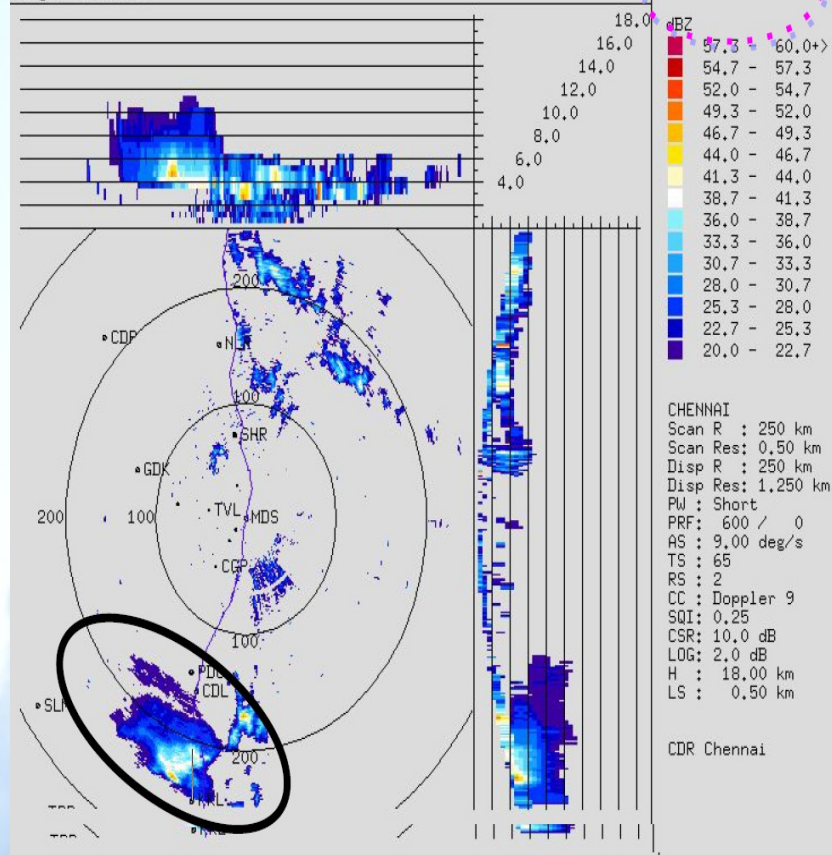 18.0
16.0
14.0
12.0
10.0
8.0
6.0
4.0
dBZ
57.3 - 60.0+>
54.7 - 57.3
52.0 - 54.7
49.3 - 52.0
46.7 - 49.3
44.0 - 46.7
41.3 - 44.0
38.7 - 41.3
36.0 - 38.7
33.3 - 36.0
30.7 - 33.3
28.0 - 30.7
25.3 - 28.0
22.7 - 25.3
20.0 - 22.7
200
CDP
100
SHR
GDK
200
100
TVL
MDS
CGP
100
CDL
200
CHENNAI
Scan R : 250 km
Scan Res: 0.50 km
Disp R : 250 km
Disp Res: 1.250 km
PW : Short
PRF: 600 / 0
AS : 9.00 deg/s
TS : 65
RS : 2
CC : Doppler 9
SQI: 0.25
CSR: 10.0 dB
LOG: 2.0 dB
H : 18.00 km
LS : 0.50 km
CDR Chennai